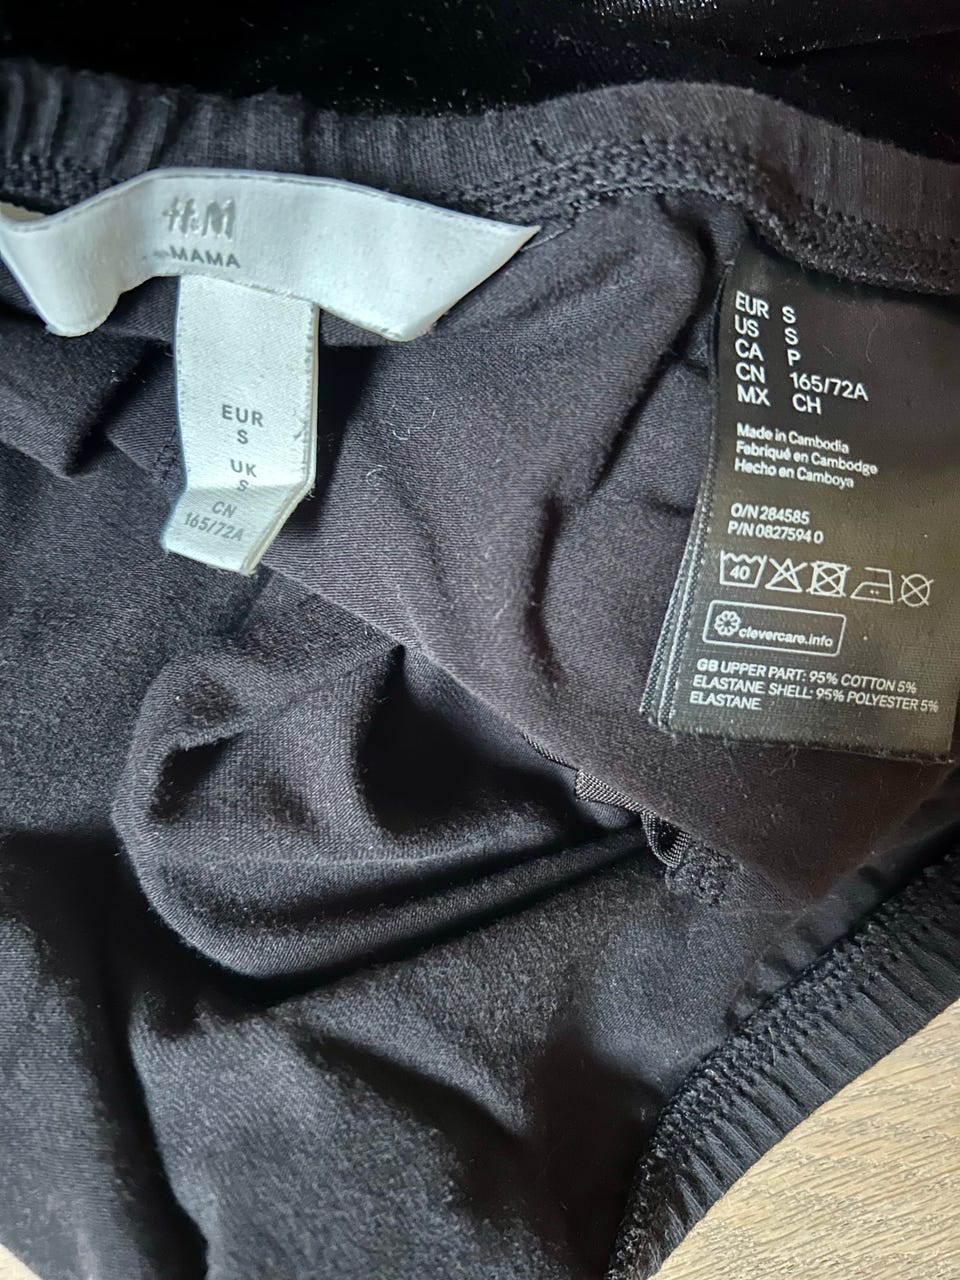 H&M
MAMA
EUR
S
UK
S
CN
165/72A
EUR S
US S
CA P
CN 165/72A
MX CH
Made in Cambodia
Fabriqué en Cambodge
Hecho en Camboya
O/N 284585
P/N 0827594 0
40
clevercare.info
GB UPPER PART: 95% COTTON 5%
ELASTANE. SHELL: 95% POLYESTER 5%
ELASTANE